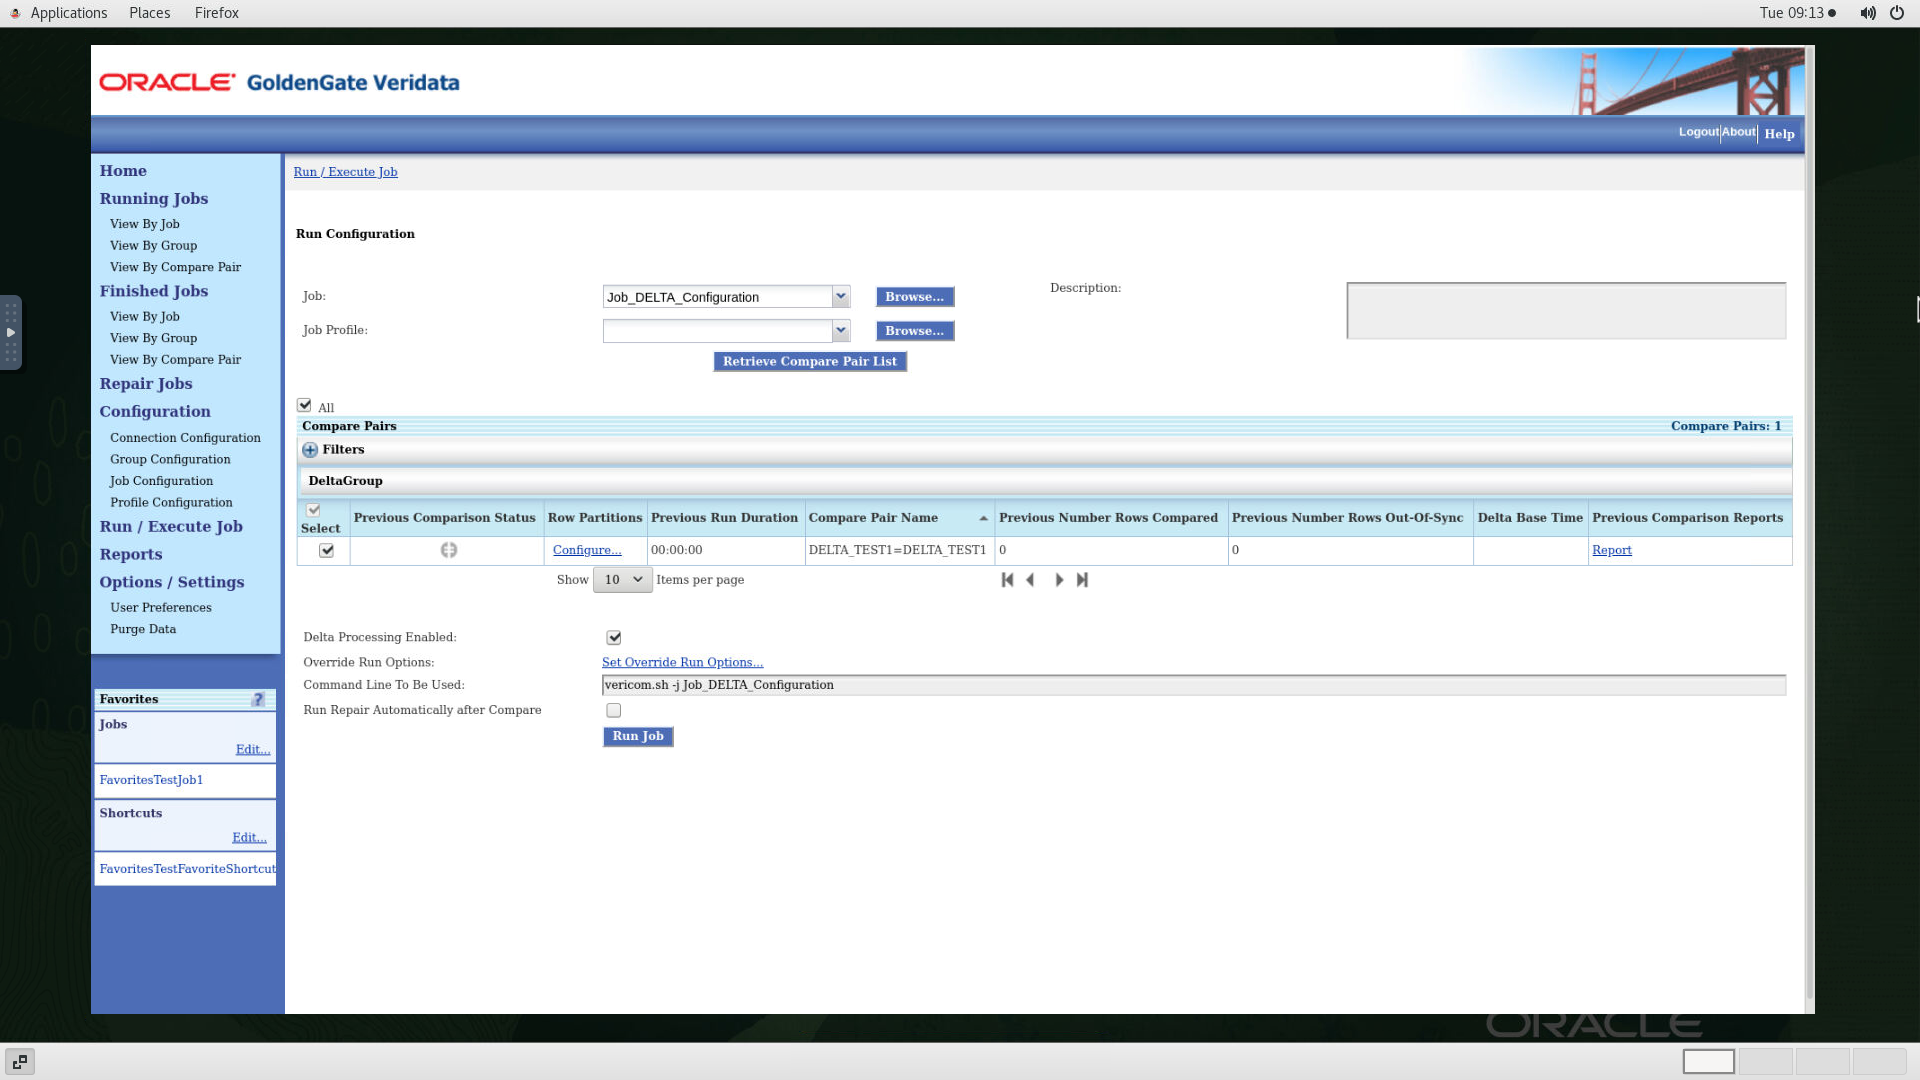 Applications Places Firefox Tue 09:13
ORACLE GoldenGate Veridata
Logout About Help
Home
Running Jobs
View By Job
View By Group
View By Compare Pair
Finished Jobs
View By Job
View By Group
View By Compare Pair
Repair Jobs
Configuration
Connection Configuration
Group Configuration
Job Configuration
Profile Configuration
Run / Execute Job
Reports
Options / Settings
User Preferences
Purge Data
Favorites ?
Jobs
Edit...
FavoritesTestJob1
Shortcuts
Edit...
FavoritesTestFavoriteShortcut
Run / Execute Job
Run Configuration
Job: Job_DELTA_Configuration Browse... Description:
Job Profile: Browse...
Retrieve Compare Pair List
All
Compare Pairs Compare Pairs: 1
Filters
DeltaGroup
Select Previous Comparison Status Row Partitions Previous Run Duration Compare Pair Name Previous Number Rows Compared Previous Number Rows Out-Of-Sync Delta Base Time Previous Comparison Reports
Configure... 00:00:00 DELTA_TEST1=DELTA_TEST1 0 0 Report
Show 10 Items per page
Delta Processing Enabled:
Override Run Options: Set Override Run Options...
Command Line To Be Used: vericom.sh -j Job_DELTA_Configuration
Run Repair Automatically after Compare
Run Job
ORACLE